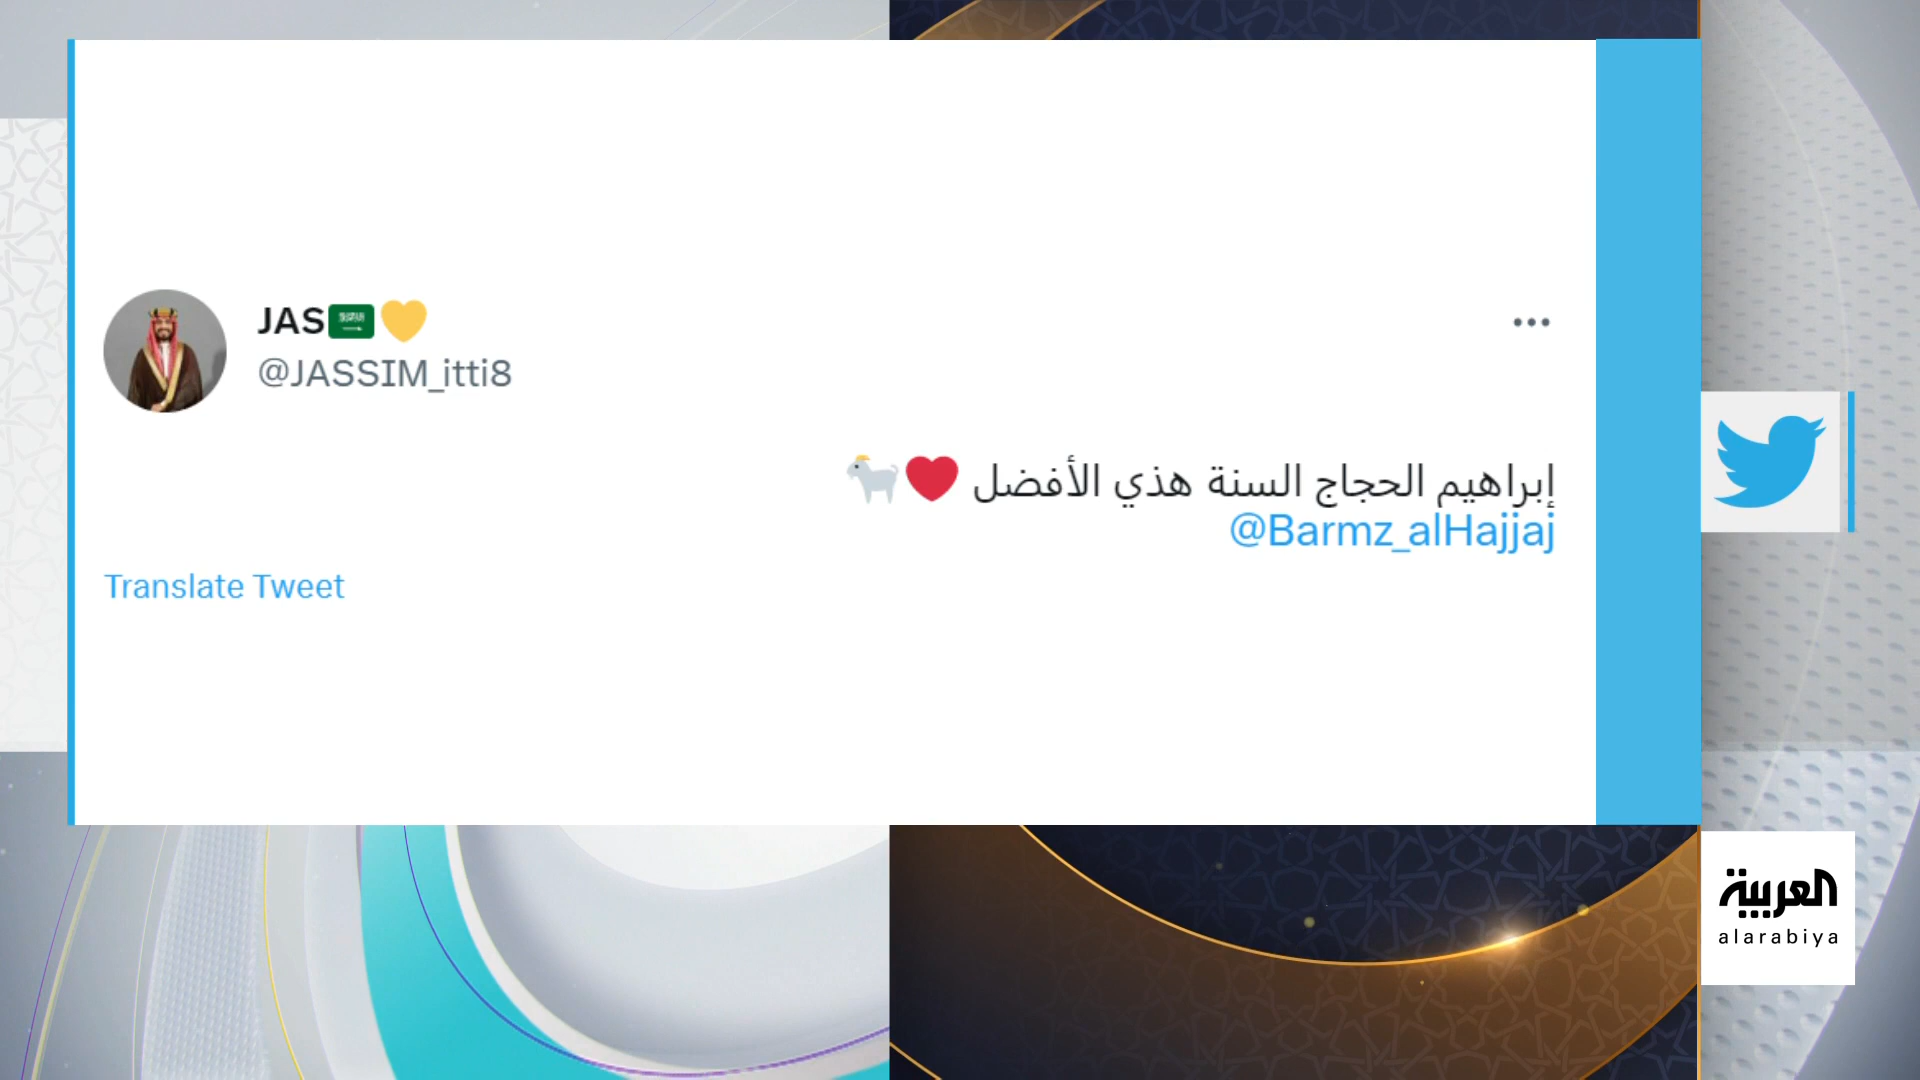 JAS🇸🇦💛
@JASSIM_itti8
إبراهيم الحجاج السنة هذي الأفضل ❤️🐐
@Barmz_alHajjaj
Translate Tweet
العربية
alarabiya